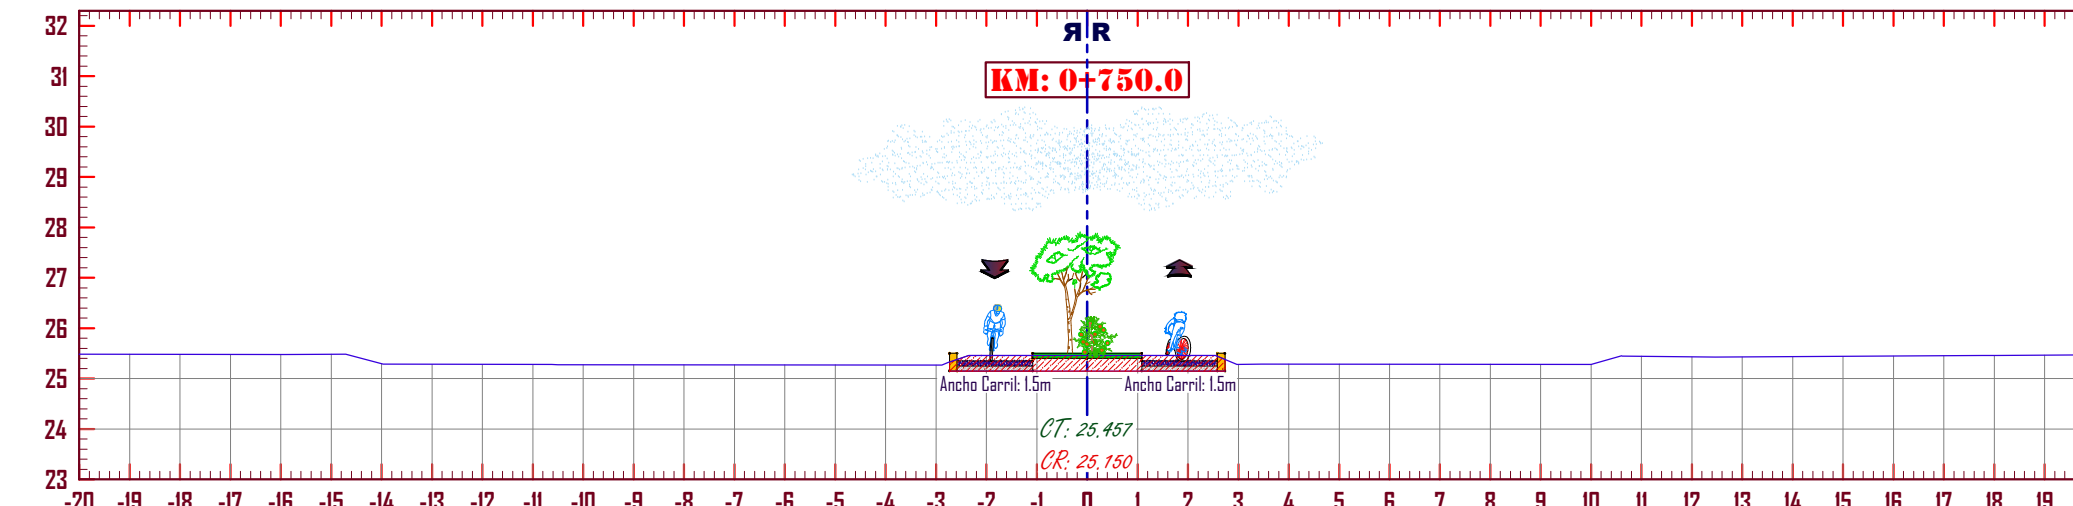 32
ЯR
31
KM: 0+750.0
30
29
28
27
26
25
Ancho Carril: 1.5m Ancho Carril: 1.5m
24
CT: 25.457
CR: 25.150
23
-20 -19 -18 -17 -16 -15 -14 -13 -12 -11 -10 -9 -8 -7 -6 -5 -4 -3 -2 -1 0 1 2 3 4 5 6 7 8 9 10 11 12 13 14 15 16 17 18 19